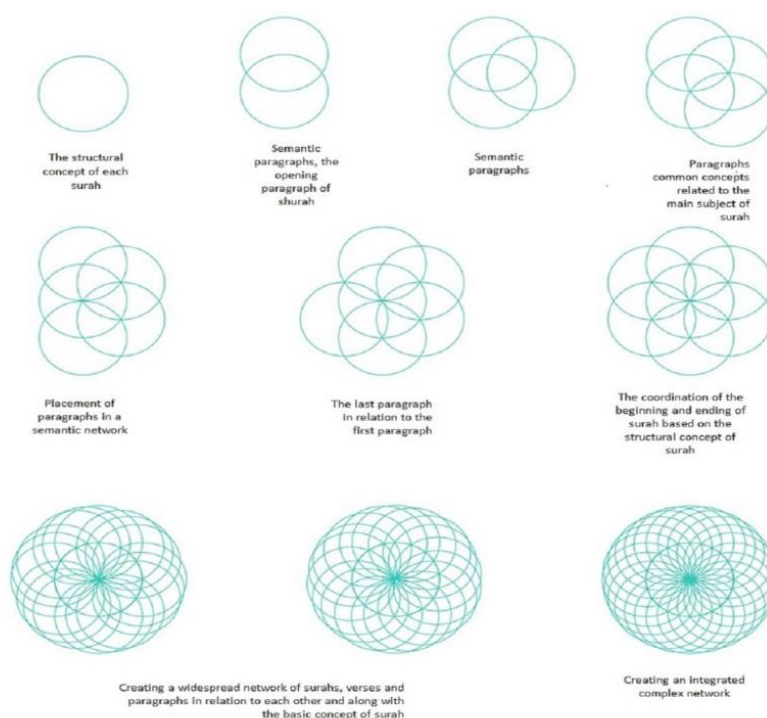 The structural
concept of each
surah
Semantic
paragraphs, the
opening
paragraph of
shurah
Semantic
paragraphs
Paragraphs
common concepts
related to the
main subject of
surah
Placement of
paragraphs in a
semantic network
The last paragraph
in relation to the
first paragraph
The coordination of the
beginning and ending of
surah based on the
structural concept of
surah
Creating a widespread network of surahs, verses and
paragraphs in relation to each other and along with
the basic concept of surah
Creating an integrated
complex network